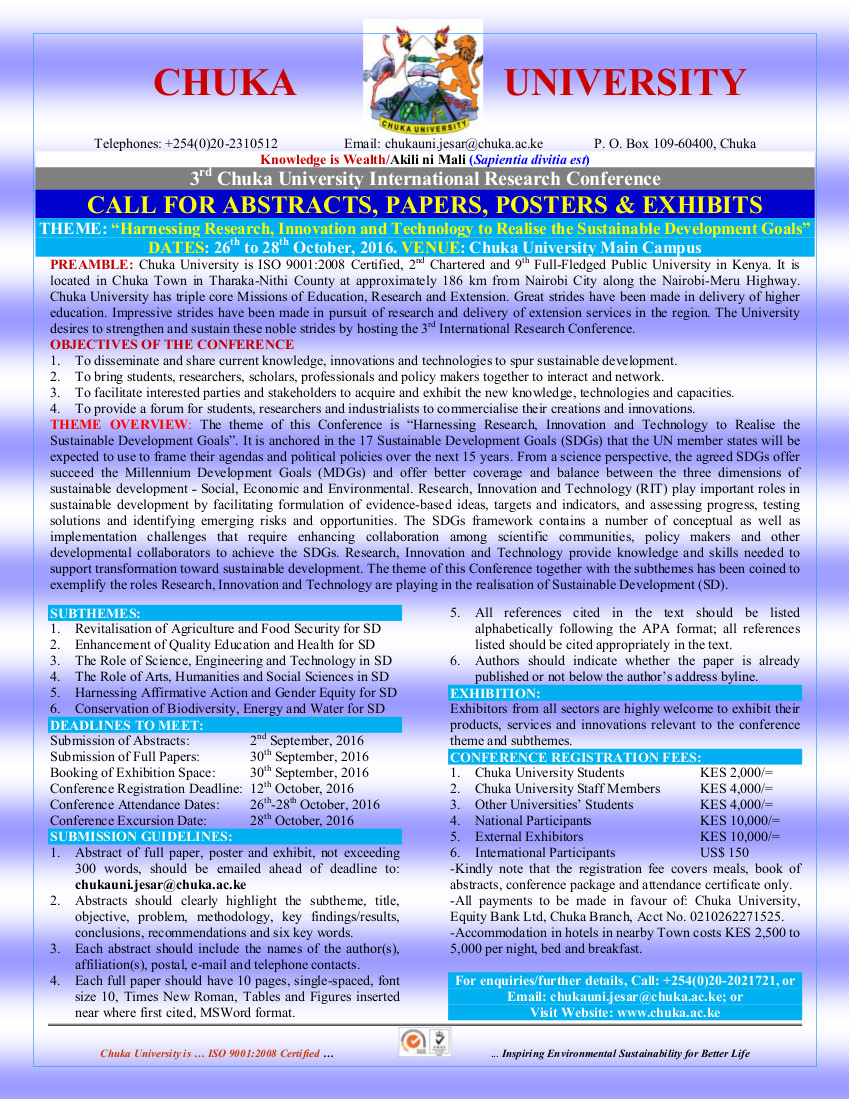 CHUKA UNIVERSITY
CHUKA UNIVERSITY
Telephones: +254(0)20-2310512 Email: chukauni.jesar@chuka.ac.ke P. O. Box 109-60400, Chuka
Knowledge is Wealth/Akili ni Mali (Sapientia divitia est)
3rd Chuka University International Research Conference
CALL FOR ABSTRACTS, PAPERS, POSTERS & EXHIBITS
THEME: “Harnessing Research, Innovation and Technology to Realise the Sustainable Development Goals”
DATES: 26th to 28th October, 2016. VENUE: Chuka University Main Campus
PREAMBLE: Chuka University is ISO 9001:2008 Certified, 2nd Chartered and 9th Full-Fledged Public University in Kenya. It is
located in Chuka Town in Tharaka-Nithi County at approximately 186 km from Nairobi City along the Nairobi-Meru Highway.
Chuka University has triple core Missions of Education, Research and Extension. Great strides have been made in delivery of higher
education. Impressive strides have been made in pursuit of research and delivery of extension services in the region. The University
desires to strengthen and sustain these noble strides by hosting the 3rd International Research Conference.
OBJECTIVES OF THE CONFERENCE
1. To disseminate and share current knowledge, innovations and technologies to spur sustainable development.
2. To bring students, researchers, scholars, professionals and policy makers together to interact and network.
3. To facilitate interested parties and stakeholders to acquire and exhibit the new knowledge, technologies and capacities.
4. To provide a forum for students, researchers and industrialists to commercialise their creations and innovations.
THEME OVERVIEW: The theme of this Conference is “Harnessing Research, Innovation and Technology to Realise the
Sustainable Development Goals”. It is anchored in the 17 Sustainable Development Goals (SDGs) that the UN member states will be
expected to use to frame their agendas and political policies over the next 15 years. From a science perspective, the agreed SDGs offer
succeed the Millennium Development Goals (MDGs) and offer better coverage and balance between the three dimensions of
sustainable development - Social, Economic and Environmental. Research, Innovation and Technology (RIT) play important roles in
sustainable development by facilitating formulation of evidence-based ideas, targets and indicators, and assessing progress, testing
solutions and identifying emerging risks and opportunities. The SDGs framework contains a number of conceptual as well as
implementation challenges that require enhancing collaboration among scientific communities, policy makers and other
developmental collaborators to achieve the SDGs. Research, Innovation and Technology provide knowledge and skills needed to
support transformation toward sustainable development. The theme of this Conference together with the subthemes has been coined to
exemplify the roles Research, Innovation and Technology are playing in the realisation of Sustainable Development (SD).
SUBTHEMES:
1. Revitalisation of Agriculture and Food Security for SD
2. Enhancement of Quality Education and Health for SD
3. The Role of Science, Engineering and Technology in SD
4. The Role of Arts, Humanities and Social Sciences in SD
5. Harnessing Affirmative Action and Gender Equity for SD
6. Conservation of Biodiversity, Energy and Water for SD
DEADLINES TO MEET:
Submission of Abstracts: 2nd September, 2016
Submission of Full Papers: 30th September, 2016
Booking of Exhibition Space: 30th September, 2016
Conference Registration Deadline: 12th October, 2016
Conference Attendance Dates: 26th-28th October, 2016
Conference Excursion Date: 28th October, 2016
SUBMISSION GUIDELINES:
1. Abstract of full paper, poster and exhibit, not exceeding
300 words, should be emailed ahead of deadline to:
chukauni.jesar@chuka.ac.ke
2. Abstracts should clearly highlight the subtheme, title,
objective, problem, methodology, key findings/results,
conclusions, recommendations and six key words.
3. Each abstract should include the names of the author(s),
affiliation(s), postal, e-mail and telephone contacts.
4. Each full paper should have 10 pages, single-spaced, font
size 10, Times New Roman, Tables and Figures inserted
near where first cited, MSWord format.
5. All references cited in the text should be listed
alphabetically following the APA format; all references
listed should be cited appropriately in the text.
6. Authors should indicate whether the paper is already
published or not below the author’s address byline.
EXHIBITION:
Exhibitors from all sectors are highly welcome to exhibit their
products, services and innovations relevant to the conference
theme and subthemes.
CONFERENCE REGISTRATION FEES:
1. Chuka University Students KES 2,000/=
2. Chuka University Staff Members KES 4,000/=
3. Other Universities’ Students KES 4,000/=
4. National Participants KES 10,000/=
5. External Exhibitors KES 10,000/=
6. International Participants US$ 150
-Kindly note that the registration fee covers meals, book of
abstracts, conference package and attendance certificate only.
-All payments to be made in favour of: Chuka University,
Equity Bank Ltd, Chuka Branch, Acct No. 0210262271525.
-Accommodation in hotels in nearby Town costs KES 2,500 to
5,000 per night, bed and breakfast.
For enquiries/further details, Call: +254(0)20-2021721, or
Email: chukauni.jesar@chuka.ac.ke; or
Visit Website: www.chuka.ac.ke
Chuka University is … ISO 9001:2008 Certified …
... Inspiring Environmental Sustainability for Better Life